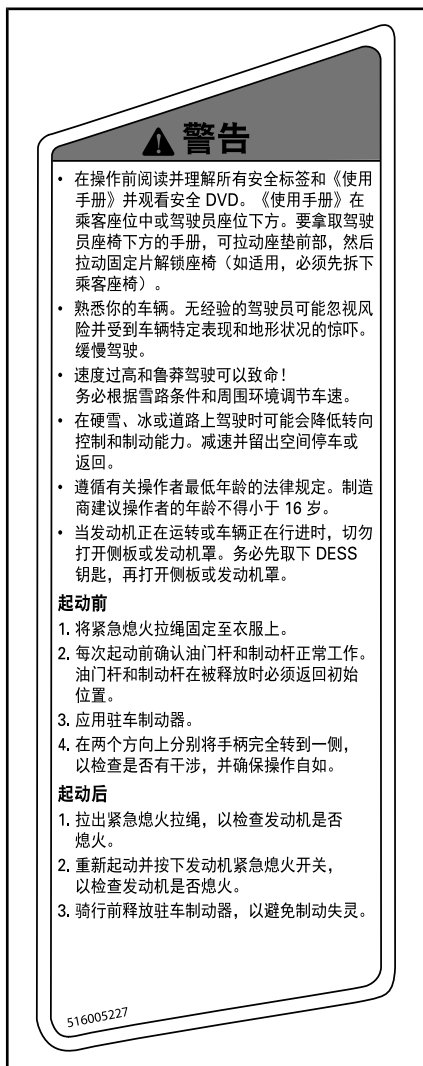 警告
• 在操作前阅读并理解所有安全标签和《使用
手册》并观看安全 DVD。《使用手册》在
乘客座位中或驾驶员座位下方。要拿取驾驶
员座椅下方的手册，可拉动座垫前部，然后
拉动固定片解锁座椅（如适用，必须先拆下
乘客座椅）。
• 熟悉你的车辆。无经验的驾驶员可能忽视风
险并受到车辆特定表现和地形状况的惊吓。
缓慢驾驶。
• 速度过高和鲁莽驾驶可以致命！
务必根据雪路条件和周围环境调节车速。
• 在硬雪、冰或道路上驾驶时可能会降低转向
控制和制动能力。减速并留出空间停车或
返回。
• 遵循有关操作者最低年龄的法律规定。制造
商建议操作者的年龄不得小于 16 岁。
• 当发动机正在运转或车辆正在行进时，切勿
打开侧板或发动机罩。务必先取下 DESS
钥匙，再打开侧板或发动机罩。
起动前
1. 将紧急熄火拉绳固定至衣服上。
2. 每次起动前确认油门杆和制动杆正常工作。
油门杆和制动杆在被释放时必须返回初始
位置。
3. 应用驻车制动器。
4. 在两个方向上分别将手柄完全转到一侧，
以检查是否有干涉，并确保操作自如。
起动后
1. 拉出紧急熄火拉绳，以检查发动机是否
熄火。
2. 重新起动并按下发动机紧急熄火开关，
以检查发动机是否熄火。
3. 骑行前释放驻车制动器，以避免制动失灵。
516005227